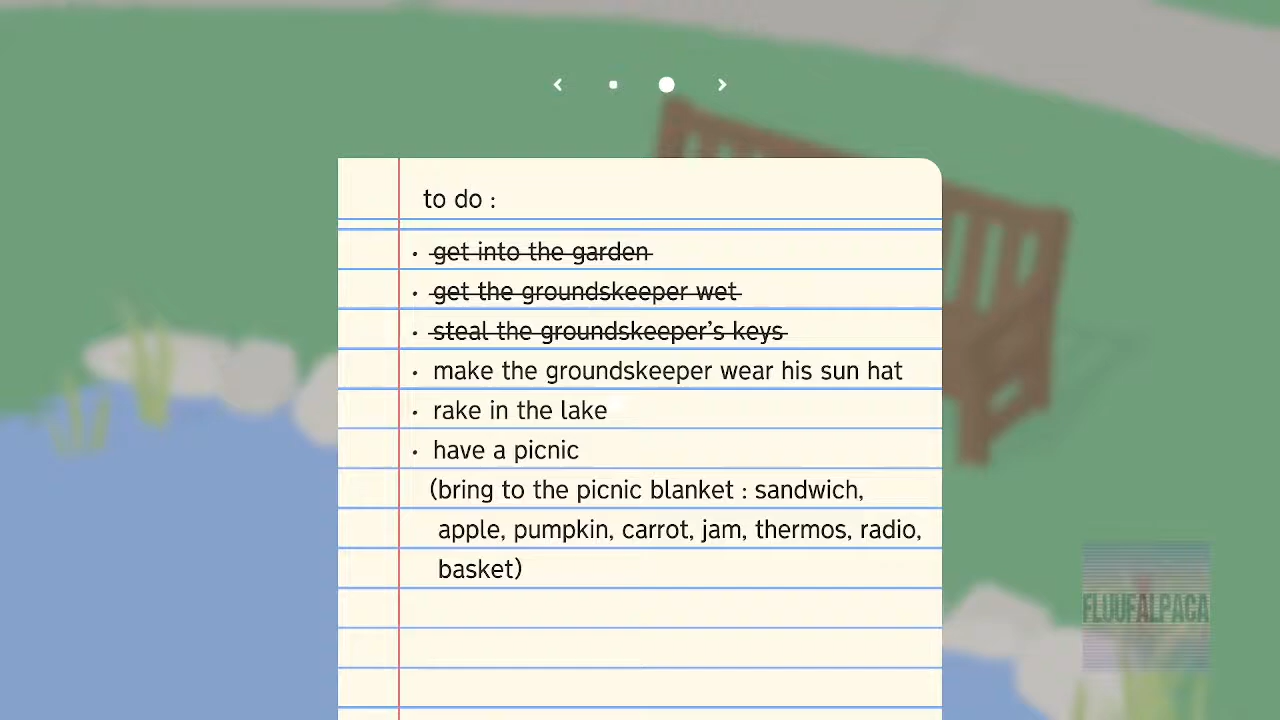 to do :
· get into the garden
· get the groundskeeper wet
· steal the groundskeeper's keys
· make the groundskeeper wear his sun hat
· rake in the lake
· have a picnic
(bring to the picnic blanket : sandwich,
apple, pumpkin, carrot, jam, thermos, radio,
basket)
FLUUFALPACA